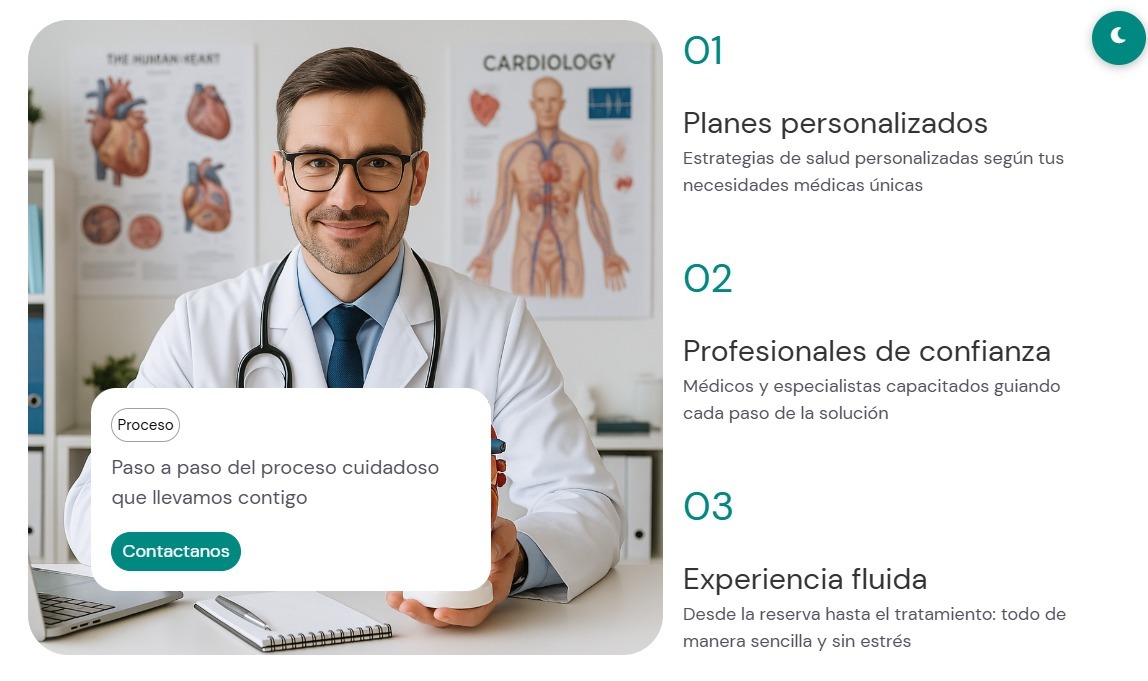 THE HUMAN HEART
CARDIOLOGY
Proceso
Paso a paso del proceso cuidadoso
que llevamos contigo
Contactanos
01
Planes personalizados
Estrategias de salud personalizadas según tus
necesidades médicas únicas
02
Profesionales de confianza
Médicos y especialistas capacitados guiando
cada paso de la solución
03
Experiencia fluida
Desde la reserva hasta el tratamiento: todo de
manera sencilla y sin estrés